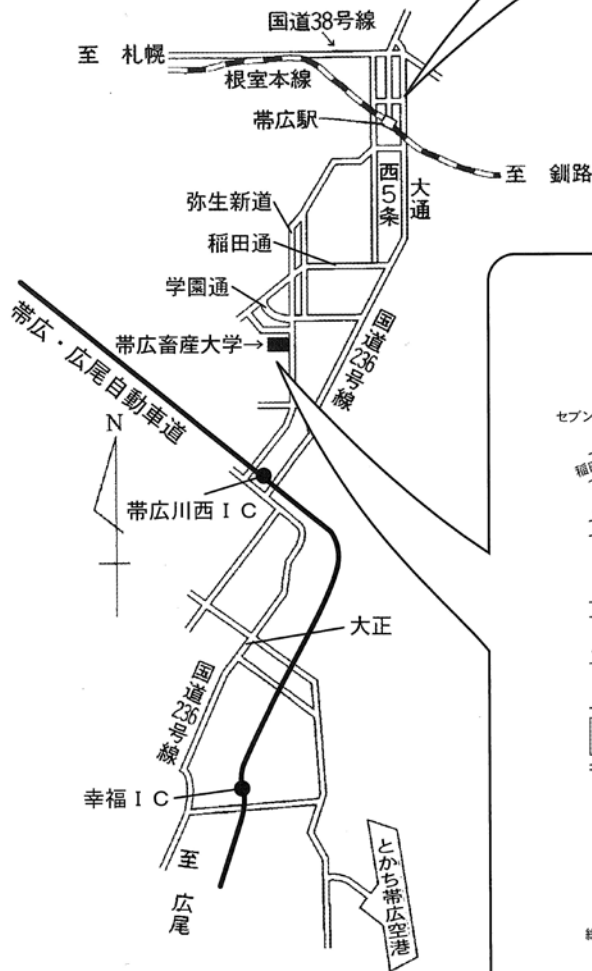 国道38号線
至 札幌
根室本線
帯広駅
至 釧路
西5条
大通
弥生新道
稲田通
学園通
帯広畜産大学→
国道236号線
帯広・広尾自動車道
N
セブン
帯広川西IC
大正
国道236号線
幸福IC
至 広尾
とかち帯広空港